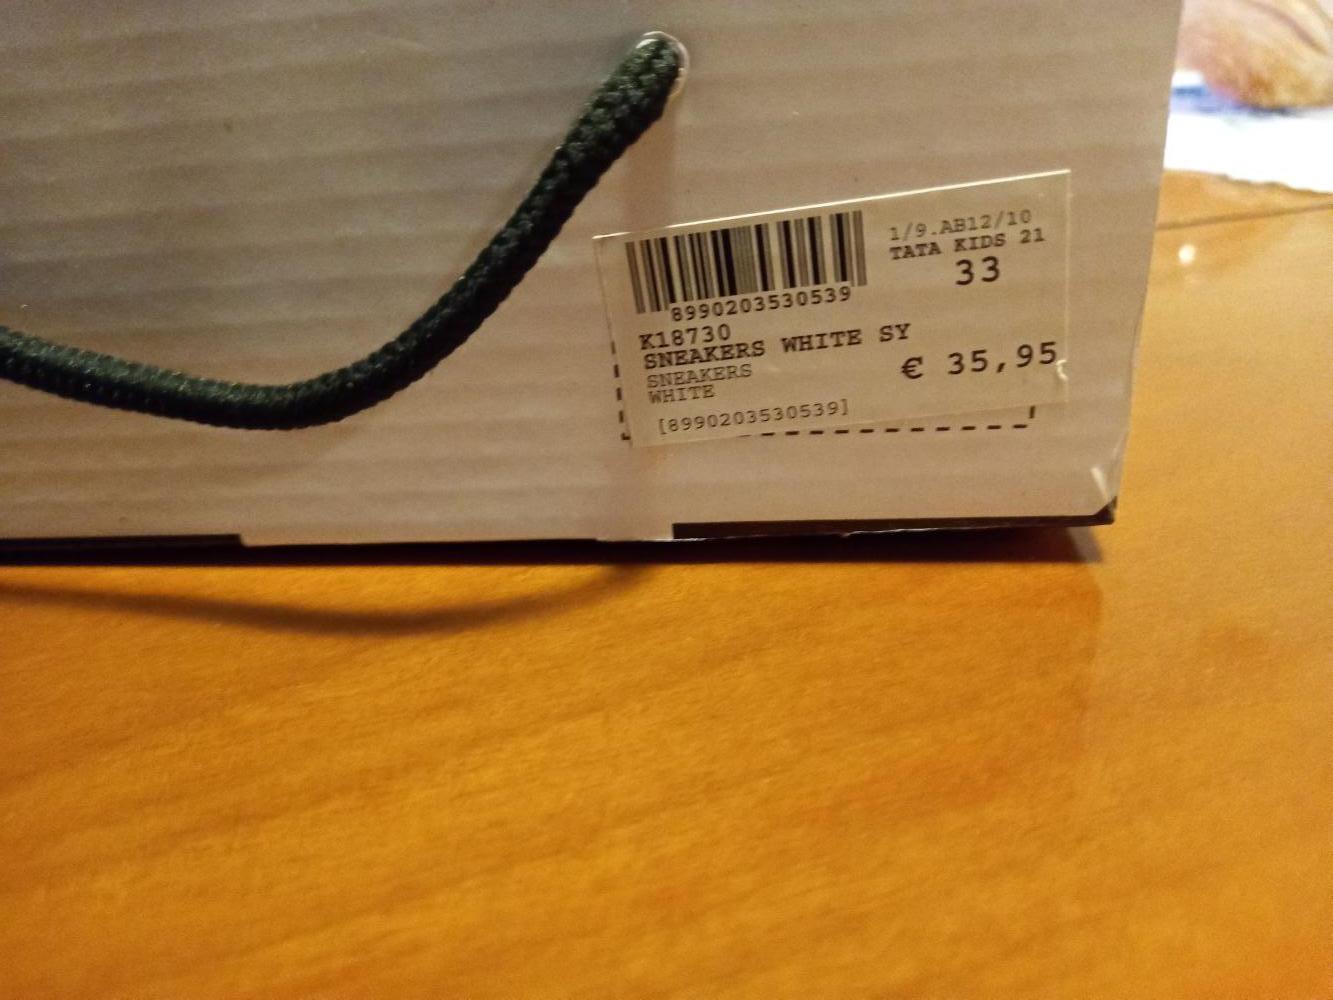 1/9.AB12/10
TATA KIDS 21
33
8990203530539
K18730
SNEAKERS WHITE SY
SNEAKERS
WHITE
€ 35,95
[8990203530539]